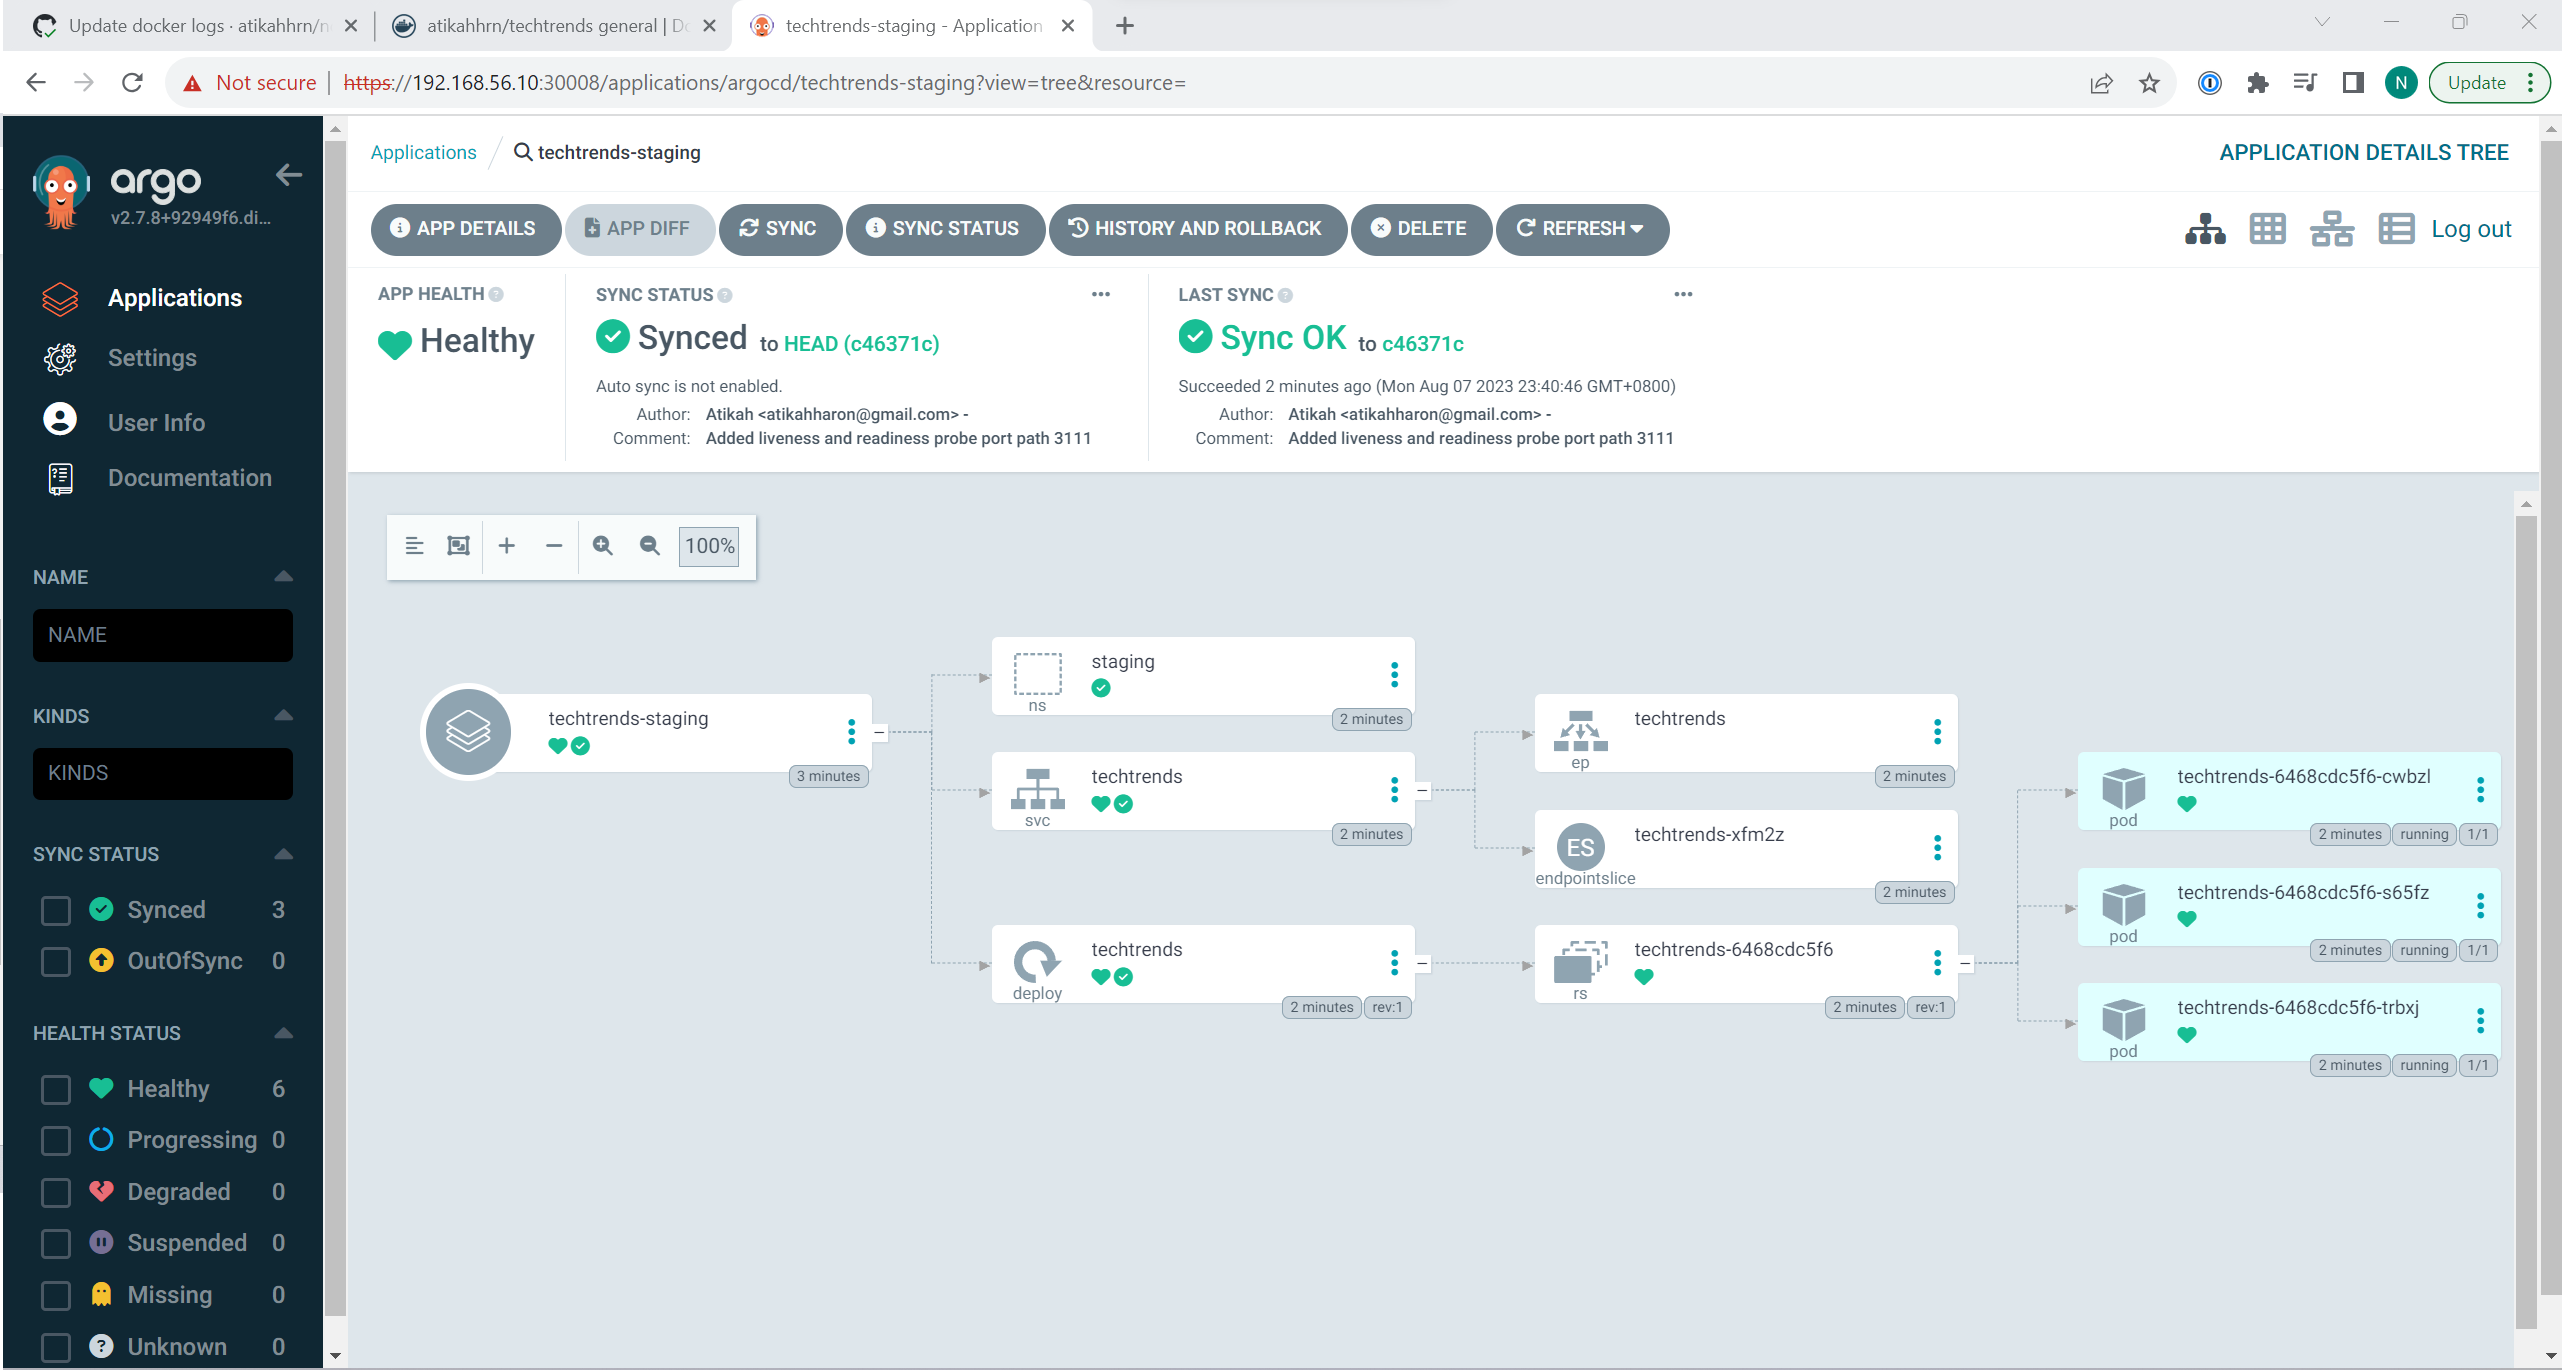 Update docker logs · atikahhrn/n
atikahhrn/techtrends general | Do
techtrends-staging - Application
Not secure
https://192.168.56.10:30008/applications/argocd/techtrends-staging?view=tree&resource=
N
Update
argo
v2.7.8+92949f6.di...
Applications
Settings
User Info
Documentation
NAME
NAME
KINDS
KINDS
SYNC STATUS
Synced 3
OutOfSync 0
HEALTH STATUS
Healthy 6
Progressing 0
Degraded 0
Suspended 0
Missing 0
Unknown 0
Applications
techtrends-staging
APPLICATION DETAILS TREE
APP DETAILS
APP DIFF
SYNC
SYNC STATUS
HISTORY AND ROLLBACK
DELETE
REFRESH
Log out
APP HEALTH
Healthy
SYNC STATUS
Synced to HEAD (c46371c)
Auto sync is not enabled.
Author: Atikah <atikahharon@gmail.com> -
Comment: Added liveness and readiness probe port path 3111
LAST SYNC
Sync OK to c46371c
Succeeded 2 minutes ago (Mon Aug 07 2023 23:40:46 GMT+0800)
Author: Atikah <atikahharon@gmail.com> -
Comment: Added liveness and readiness probe port path 3111
100%
techtrends-staging
3 minutes
staging
ns
2 minutes
techtrends
svc
2 minutes
techtrends
deploy
2 minutes rev:1
techtrends
ep
2 minutes
ES
techtrends-xfm2z
endpointslice
2 minutes
techtrends-6468cdc5f6
rs
2 minutes rev:1
techtrends-6468cdc5f6-cwbzl
pod
2 minutes running 1/1
techtrends-6468cdc5f6-s65fz
pod
2 minutes running 1/1
techtrends-6468cdc5f6-trbxj
pod
2 minutes running 1/1